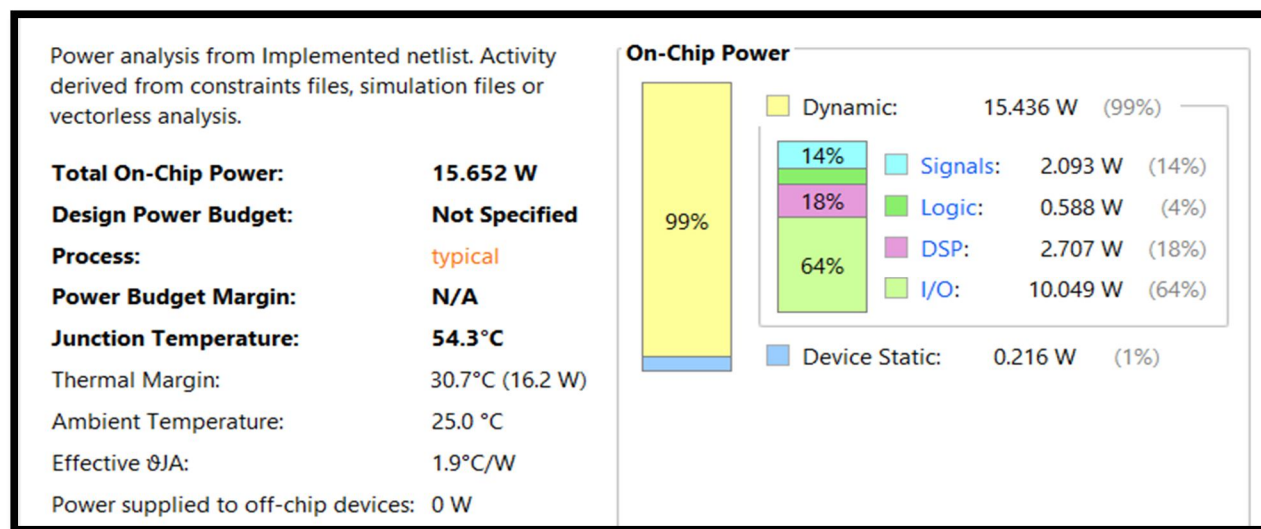 Power analysis from Implemented netlist. Activity
derived from constraints files, simulation files or
vectorless analysis.
Total On-Chip Power: 15.652 W
Design Power Budget: Not Specified
Process: typical
Power Budget Margin: N/A
Junction Temperature: 54.3°C
Thermal Margin: 30.7°C (16.2 W)
Ambient Temperature: 25.0 °C
Effective ϑJA: 1.9°C/W
Power supplied to off-chip devices: 0 W
On-Chip Power
99%
Dynamic: 15.436 W (99%)
14%
18%
64%
Signals: 2.093 W (14%)
Logic: 0.588 W (4%)
DSP: 2.707 W (18%)
I/O: 10.049 W (64%)
Device Static: 0.216 W (1%)